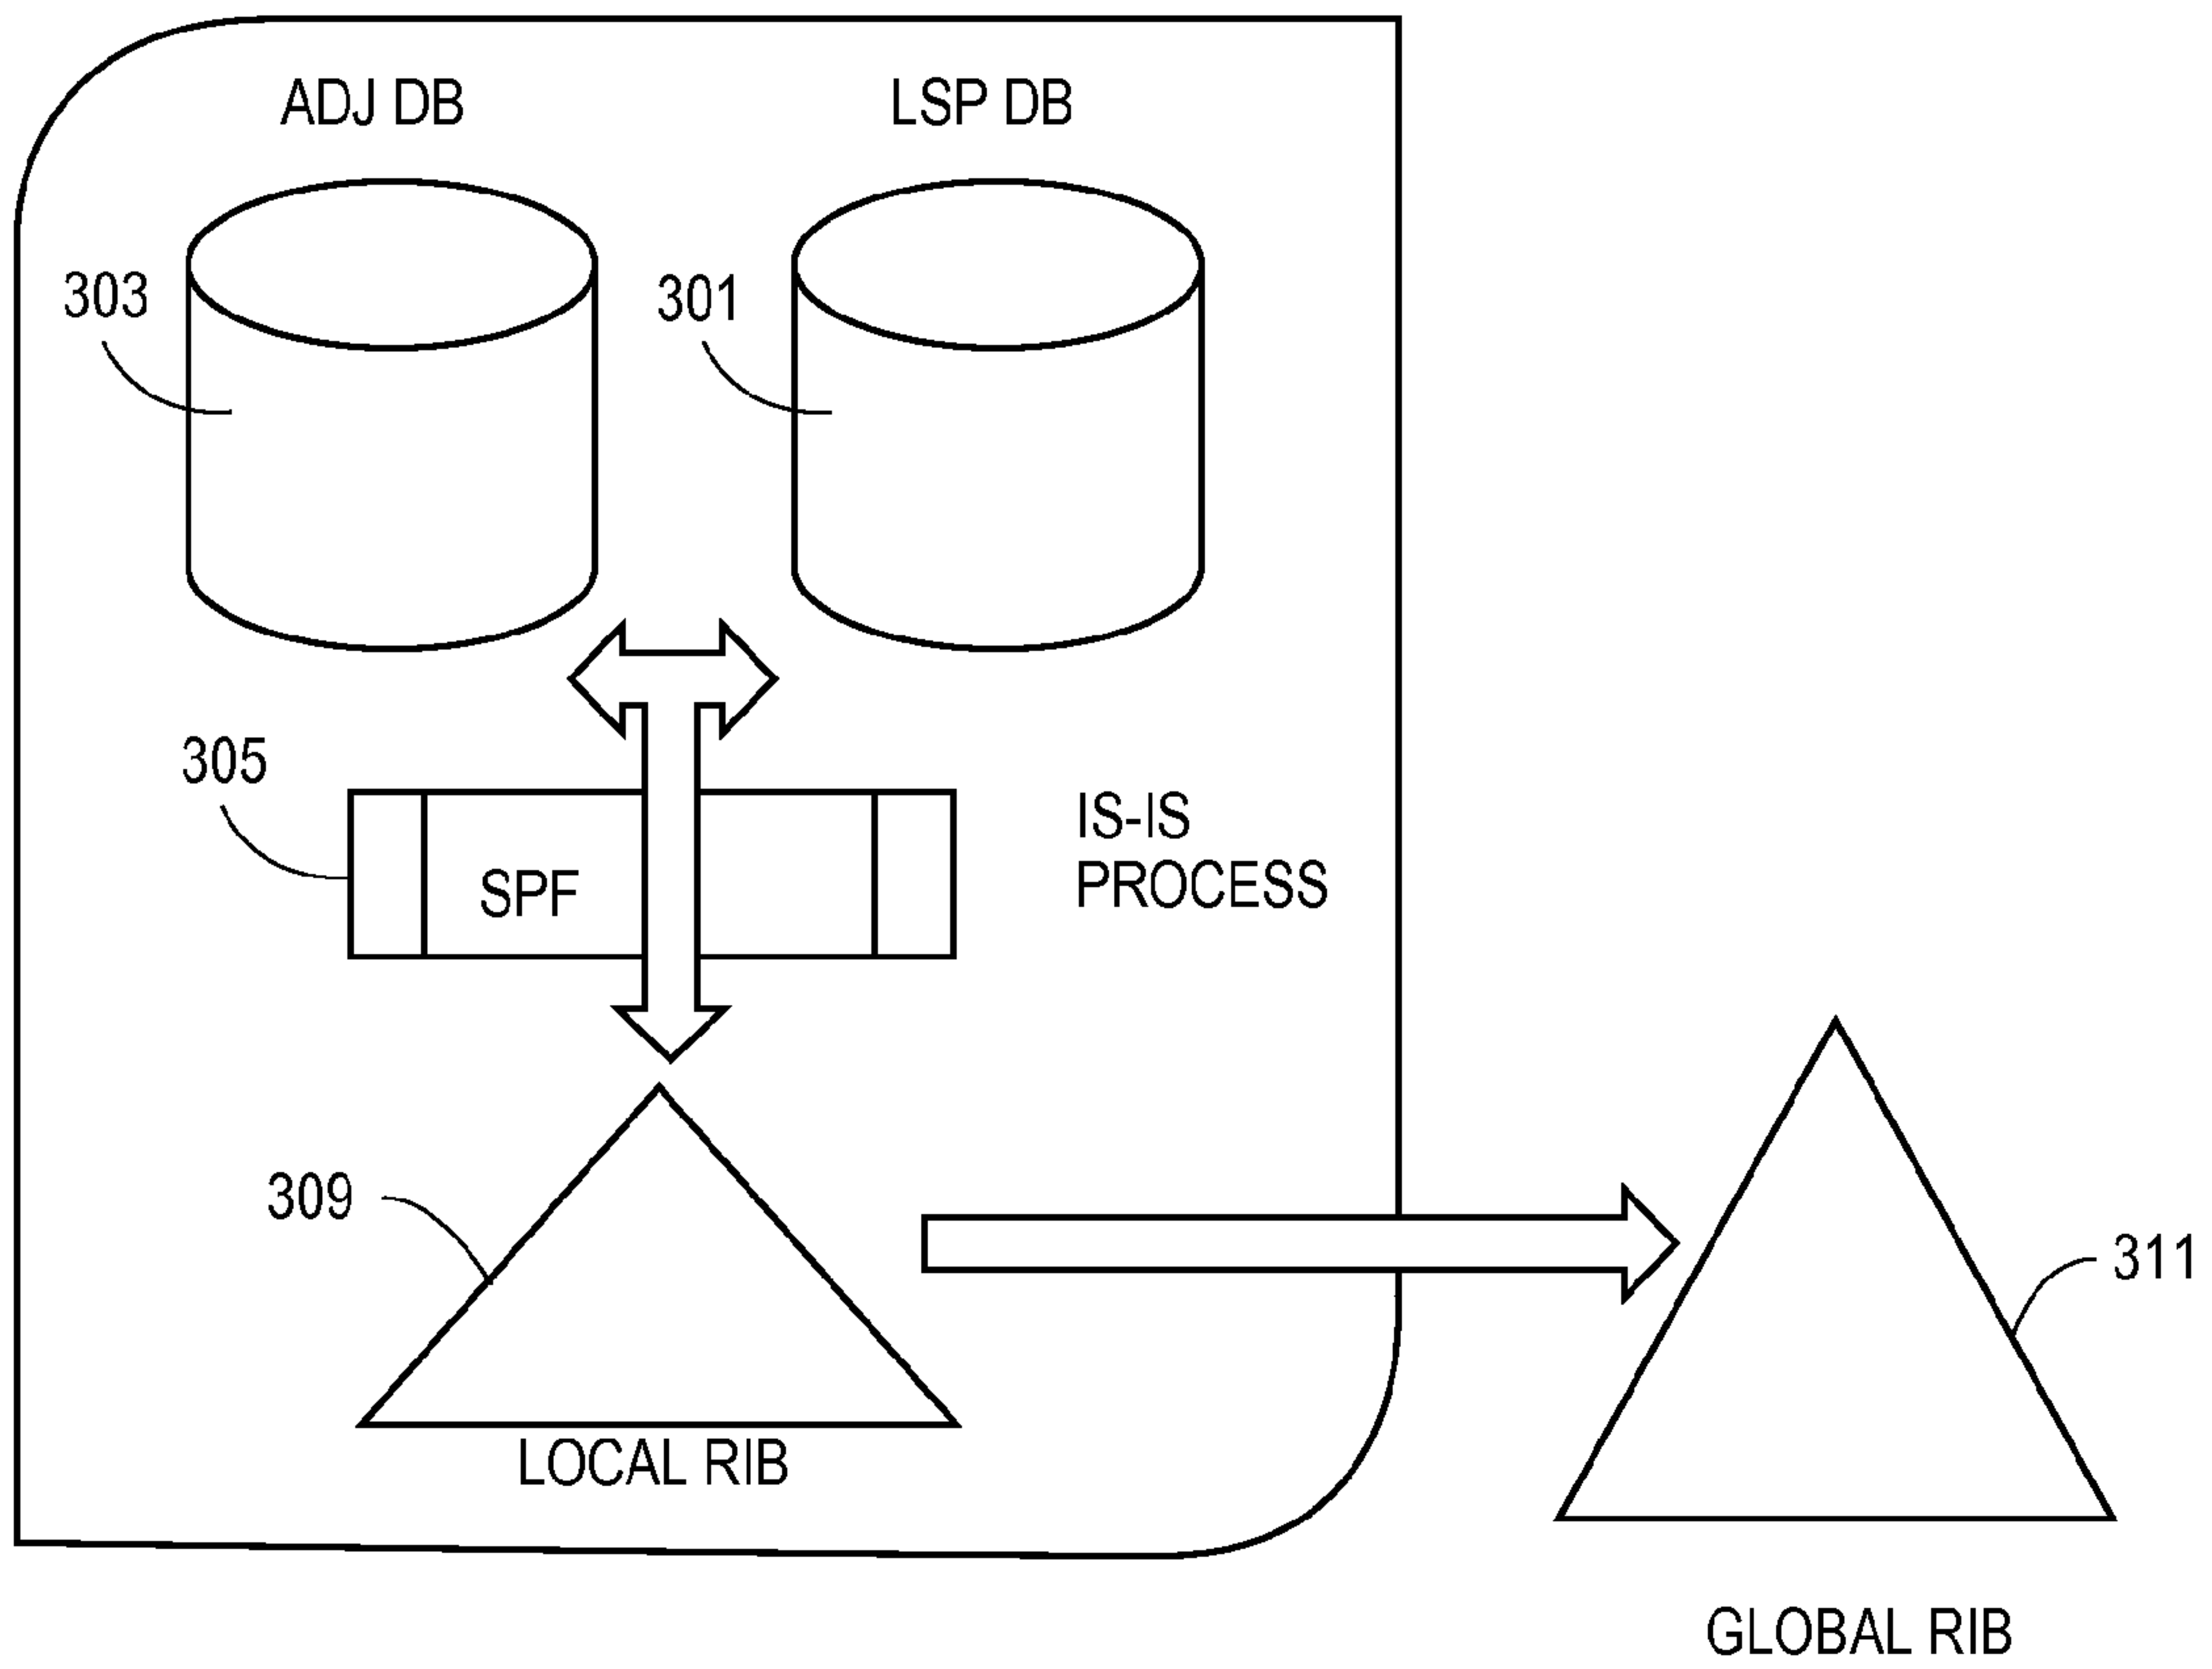 ADJ DB
LSP DB
303
301
305
SPF
IS-IS
PROCESS
309
311
LOCAL RIB
GLOBAL RIB